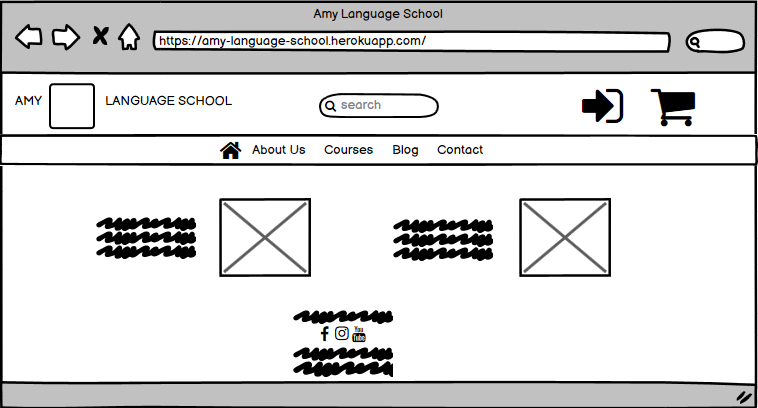 Amy Language School
https://amy-language-school.herokuapp.com/
AMY LANGUAGE SCHOOL
search
About Us Courses Blog Contact
You
Tube